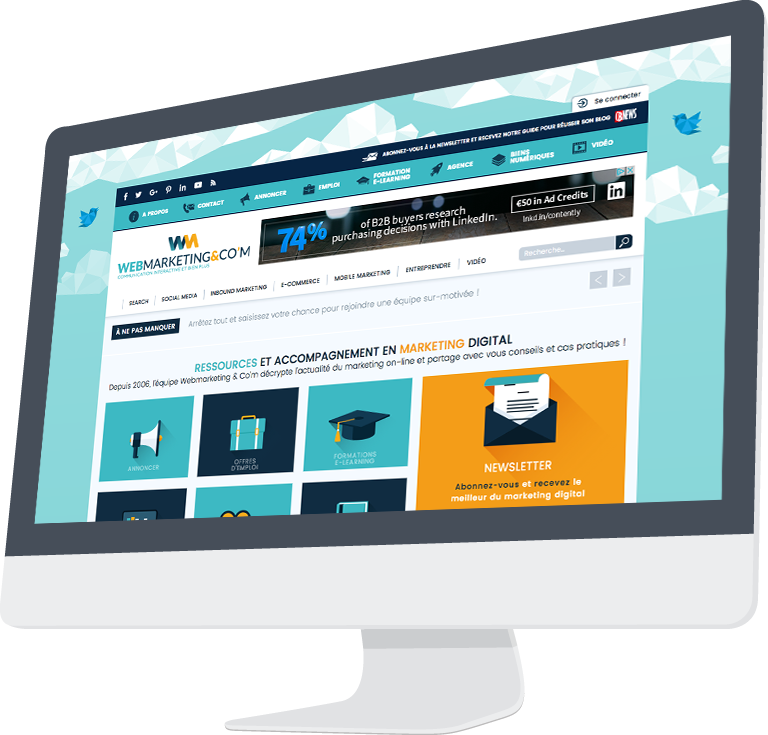 Se connecter
ABONNEZ-VOUS À LA NEWSLETTER ET RECEVEZ NOTRE GUIDE POUR RÉUSSIR SON BLOG
NEWS
A PROPOS
CONTACT
ANNONCER
EMPLOI
FORMATION
E-LEARNING
AGENCE
BIENS
NUMÉRIQUES
VIDÉO
WM
WEBMARKETING&CO'M
COMMUNICATION INTERACTIVE ET BIEN PLUS
74%
of B2B buyers research
purchasing decisions with LinkedIn.
€50 in Ad Credits
lnkd.in/contently
in
Recherche...
SEARCH
SOCIAL MEDIA
INBOUND MARKETING
E-COMMERCE
MOBILE MARKETING
ENTREPRENDRE
VIDÉO
À NE PAS MANQUER
Arrêtez tout et saisissez votre chance pour rejoindre une équipe sur-motivée !
RESSOURCES ET ACCOMPAGNEMENT EN MARKETING DIGITAL
Depuis 2006, l'équipe Webmarketing & Co'm décrypte l'actualité du marketing on-line et partage avec vous conseils et cas pratiques !
ANNONCER
OFFRES
D'EMPLOI
FORMATIONS
E-LEARNING
NEWSLETTER
Abonnez-vous et recevez le
meilleur du marketing digital